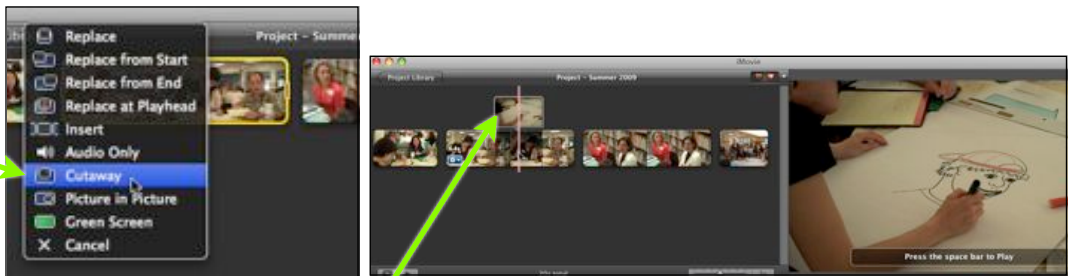 Project - Summe
Replace
Replace from Start
Replace from End
Replace at Playhead
Insert
Audio Only
Cutaway
Picture in Picture
Green Screen
Cancel
iMovie
Project Library
Project - Summer 2009
Press the space bar to Play